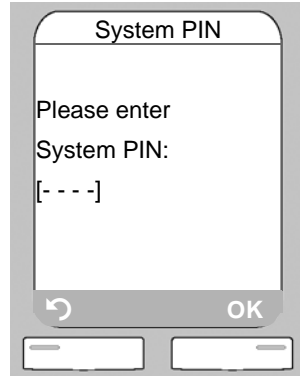 System PIN
Please enter
System PIN:
[- - - -]
OK